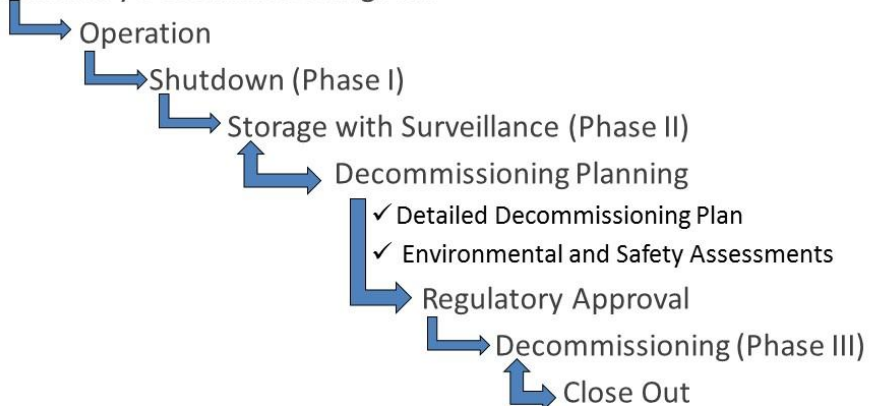 Operation
Shutdown (Phase I)
Storage with Surveillance (Phase II)
Decommissioning Planning
✓ Detailed Decommissioning Plan
✓ Environmental and Safety Assessments
Regulatory Approval
Decommissioning (Phase III)
Close Out